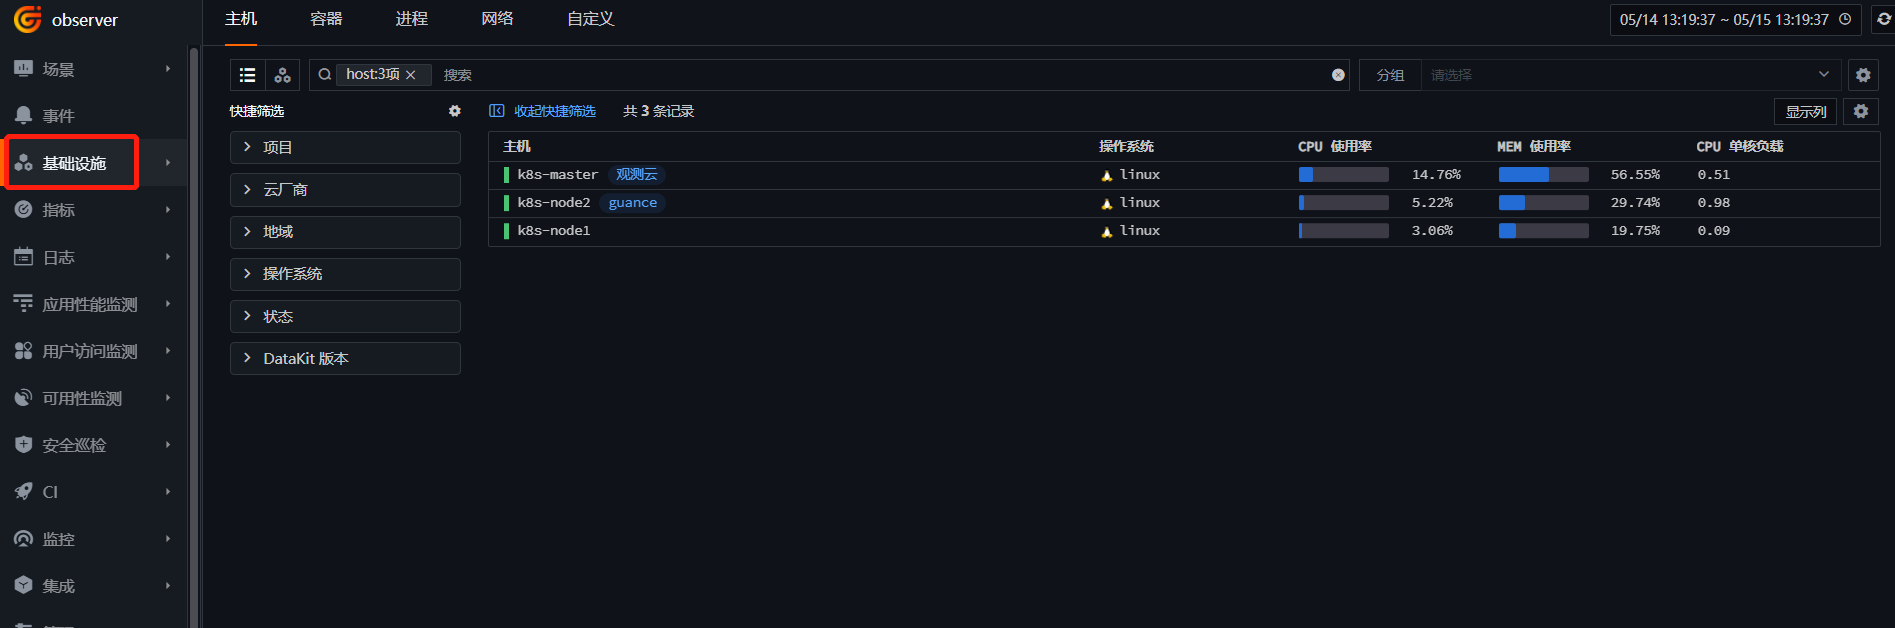 observer
主机 容器 进程 网络 自定义
05/14 13:19:37 ~ 05/15 13:19:37
场景
事件
基础设施
指标
日志
应用性能监测
用户访问监测
可用性监测
安全巡检
CI
监控
集成
host:3项 × 搜索
分组 请选择
快捷筛选
收起快捷筛选 共 3 条记录
显示列
项目
云厂商
地域
操作系统
状态
DataKit 版本
主机 操作系统 CPU 使用率 MEM 使用率 CPU 单核负载
k8s-master 观测云 linux 14.76% 56.55% 0.51
k8s-node2 guance linux 5.22% 29.74% 0.98
k8s-node1 linux 3.06% 19.75% 0.09